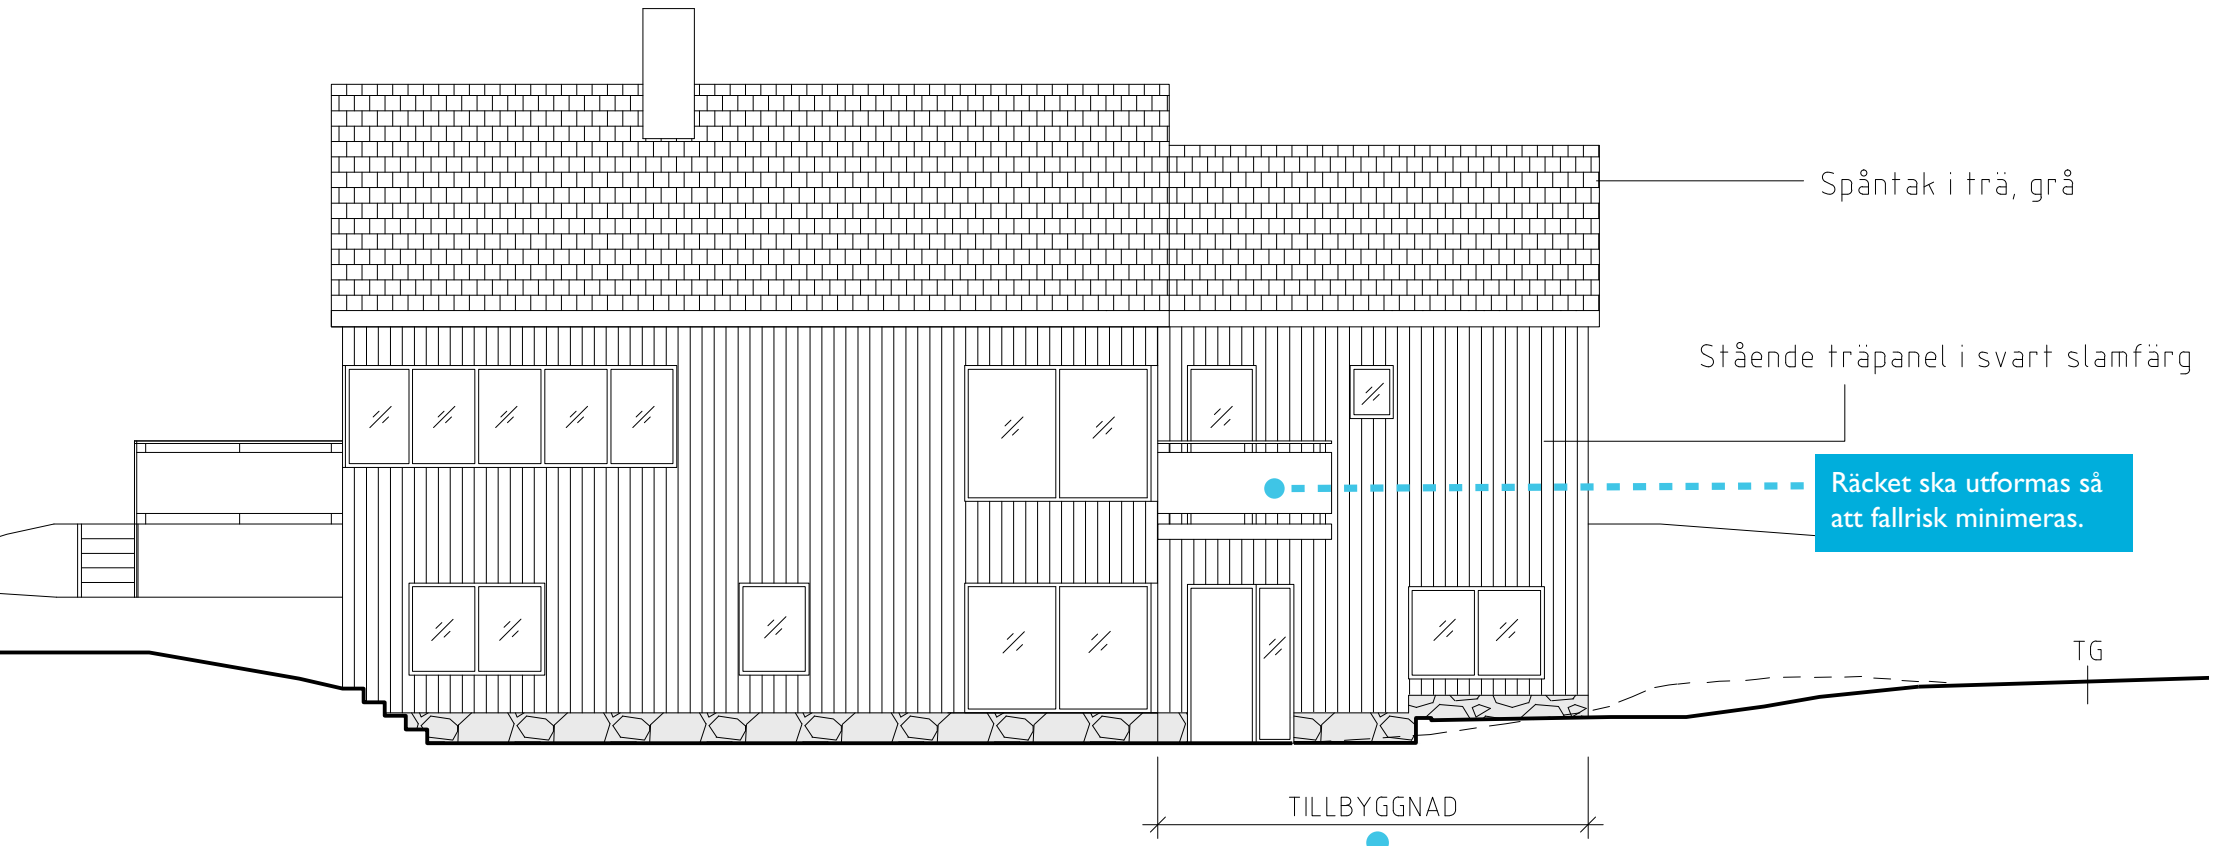 Spåntak i trä, grå
Stående träpanel i svart slamfärg
Räcket ska utformas så
att fallrisk minimeras.
TG
TILLBYGGNAD